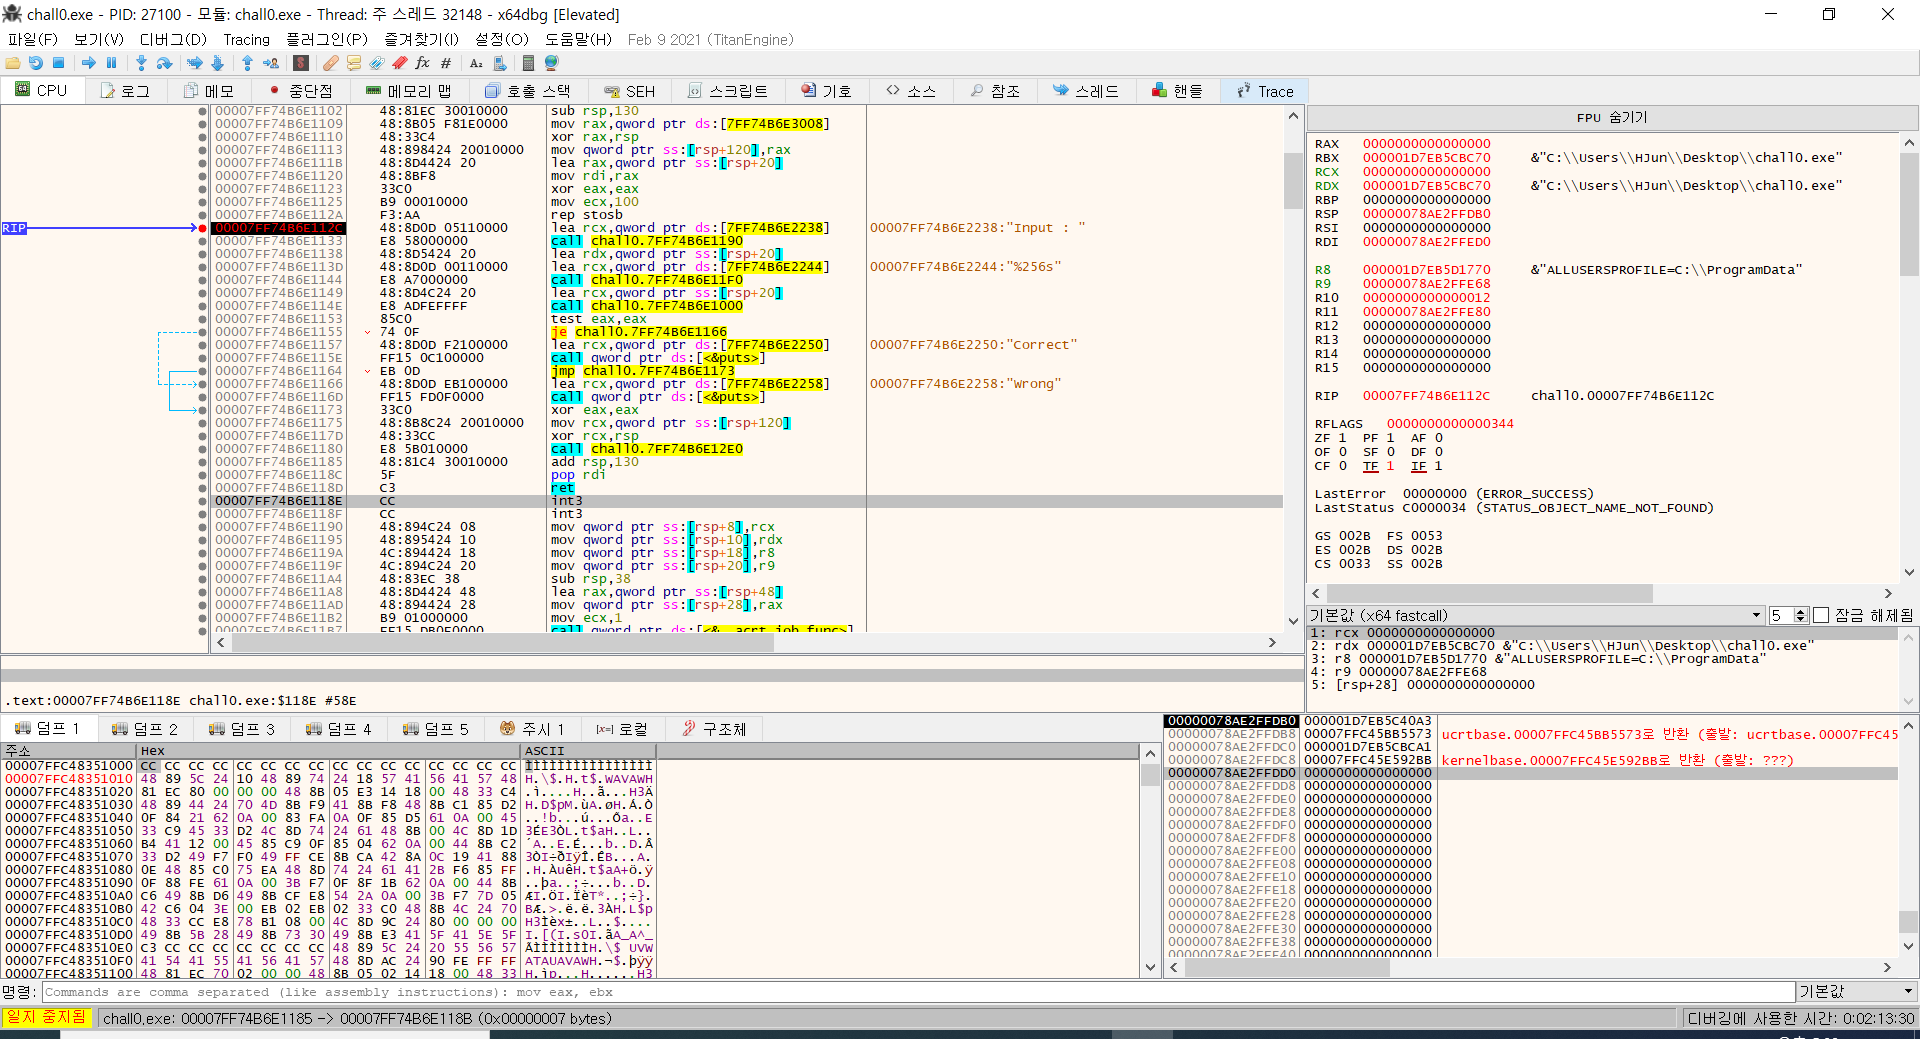 chall0.exe - PID: 27100 - 모듈: chall0.exe - Thread: 주 스레드 32148 - x64dbg [Elevated]
파일(F) 보기(V) 디버그(D) Tracing 플러그인(P) 즐겨찾기(I) 설정(O) 도움말(H) Feb 9 2021 (TitanEngine)
CPU 로그 메모 중단점 메모리 맵 호출 스택 SEH 스크립트 기호 소스 참조 스레드 핸들 Trace
00007FF74B6E1102 48:81EC 30010000 sub rsp,130
00007FF74B6E1109 48:8B05 F81E0000 mov rax,qword ptr ds:[7FF74B6E3008]
00007FF74B6E1110 48:33C4 xor rax,rsp
00007FF74B6E1113 48:898424 20010000 mov qword ptr ss:[rsp+120],rax
00007FF74B6E111B 48:8D4424 20 lea rax,qword ptr ss:[rsp+20]
00007FF74B6E1120 48:8BF8 mov rdi,rax
00007FF74B6E1123 33C0 xor eax,eax
00007FF74B6E1125 B9 00010000 mov ecx,100
00007FF74B6E112A F3:AA rep stosb
RIP 00007FF74B6E112C 48:8D0D 05110000 lea rcx,qword ptr ds:[7FF74B6E2238] 00007FF74B6E2238:"Input : "
00007FF74B6E1133 E8 58000000 call chall0.7FF74B6E1190
00007FF74B6E1138 48:8D5424 20 lea rdx,qword ptr ss:[rsp+20]
00007FF74B6E113D 48:8D0D 00110000 lea rcx,qword ptr ds:[7FF74B6E2244] 00007FF74B6E2244:"%256s"
00007FF74B6E1144 E8 A7000000 call chall0.7FF74B6E11F0
00007FF74B6E1149 48:8D4C24 20 lea rcx,qword ptr ss:[rsp+20]
00007FF74B6E114E E8 ADFEFFFF call chall0.7FF74B6E1000
00007FF74B6E1153 85C0 test eax,eax
00007FF74B6E1155 74 0F je chall0.7FF74B6E1166
00007FF74B6E1157 48:8D0D F2100000 lea rcx,qword ptr ds:[7FF74B6E2250] 00007FF74B6E2250:"Correct"
00007FF74B6E115E FF15 0C100000 call qword ptr ds:[<&puts>]
00007FF74B6E1164 EB 0D jmp chall0.7FF74B6E1173
00007FF74B6E1166 48:8D0D EB100000 lea rcx,qword ptr ds:[7FF74B6E2258] 00007FF74B6E2258:"Wrong"
00007FF74B6E116D FF15 FD0F0000 call qword ptr ds:[<&puts>]
00007FF74B6E1173 33C0 xor eax,eax
00007FF74B6E1175 48:8B8C24 20010000 mov rcx,qword ptr ss:[rsp+120]
00007FF74B6E117D 48:33CC xor rcx,rsp
00007FF74B6E1180 E8 5B010000 call chall0.7FF74B6E12E0
00007FF74B6E1185 48:81C4 30010000 add rsp,130
00007FF74B6E118C 5F pop rdi
00007FF74B6E118D C3 ret
00007FF74B6E118E CC int3
00007FF74B6E118F CC int3
00007FF74B6E1190 48:894C24 08 mov qword ptr ss:[rsp+8],rcx
00007FF74B6E1195 48:895424 10 mov qword ptr ss:[rsp+10],rdx
00007FF74B6E119A 4C:894424 18 mov qword ptr ss:[rsp+18],r8
00007FF74B6E119F 4C:894C24 20 mov qword ptr ss:[rsp+20],r9
00007FF74B6E11A4 48:83EC 38 sub rsp,38
00007FF74B6E11A8 48:8D4424 48 lea rax,qword ptr ss:[rsp+48]
00007FF74B6E11AD 48:894424 28 mov qword ptr ss:[rsp+28],rax
00007FF74B6E11B2 B9 01000000 mov ecx,1
00007FF74B6E11B7 FF15 DB0E0000 call qword ptr ds:[<&__acrt_iob_func>]
.text:00007FF74B6E118E chall0.exe:$118E #58E
FPU 숨기기
RAX 0000000000000000
RBX 000001D7EB5CBC70 &"C:\\Users\\HJun\\Desktop\\chall0.exe"
RCX 0000000000000000
RDX 000001D7EB5CBC70 &"C:\\Users\\HJun\\Desktop\\chall0.exe"
RBP 0000000000000000
RSP 00000078AE2FFDB0
RSI 0000000000000000
RDI 00000078AE2FFED0
R8 000001D7EB5D1770 &"ALLUSERSPROFILE=C:\\ProgramData"
R9 00000078AE2FFE68
R10 0000000000000012
R11 00000078AE2FFE80
R12 0000000000000000
R13 0000000000000000
R14 0000000000000000
R15 0000000000000000
RIP 00007FF74B6E112C chall0.00007FF74B6E112C
RFLAGS 0000000000000344
ZF 1 PF 1 AF 0
OF 0 SF 0 DF 0
CF 0 TF 1 IF 1
LastError 00000000 (ERROR_SUCCESS)
LastStatus C0000034 (STATUS_OBJECT_NAME_NOT_FOUND)
GS 002B FS 0053
ES 002B DS 002B
CS 0033 SS 002B
기본값 (x64 fastcall) 5 잠금 해제됨
1: rcx 0000000000000000
2: rdx 000001D7EB5CBC70 &"C:\\Users\\HJun\\Desktop\\chall0.exe"
3: r8 000001D7EB5D1770 &"ALLUSERSPROFILE=C:\\ProgramData"
4: r9 00000078AE2FFE68
5: [rsp+28] 0000000000000000
덤프 1 덤프 2 덤프 3 덤프 4 덤프 5 주시 1 [x=] 로컬 구조체
주소 Hex ASCII
00007FFC48351000 CC CC CC CC CC CC CC CC CC CC CC CC CC CC CC CC ÌÌÌÌÌÌÌÌÌÌÌÌÌÌÌÌ
00007FFC48351010 48 89 5C 24 10 48 89 74 24 18 57 41 56 41 57 48 H.\$.H.t$.WAVAWH
00007FFC48351020 81 EC 80 00 00 00 48 8B 05 E3 14 18 00 48 33 C4 .ì....H..ã...H3Ä
00007FFC48351030 48 89 44 24 70 4D 8B F9 41 8B F8 48 8B C1 85 D2 H.D$pM.ùA.øH.Á.Ò
00007FFC48351040 0F 84 21 62 0A 00 83 FA 0A 0F 85 D5 61 0A 00 45 ..!b...ú...Õa..E
00007FFC48351050 33 C9 45 33 D2 4C 8D 74 24 61 48 8B 00 4C 8D 1D 3ÉE3ÒL.t$aH..L..
00007FFC48351060 B4 41 12 00 45 85 C9 0F 85 04 62 0A 00 44 8B C2 ´A..E.É...b..D.Â
00007FFC48351070 33 D2 49 F7 F0 49 FF CE 8B CA 42 8A 0C 19 41 88 3ÒI÷ðIÿÎ.ÊB...A.
00007FFC48351080 0E 48 85 C0 75 EA 48 8D 74 24 61 41 2B F6 85 FF .H.ÀuêH.t$aA+ö.ÿ
00007FFC48351090 0F 88 FE 61 0A 00 3B F7 0F 8F 1B 62 0A 00 44 8B ..þa..;÷...b..D.
00007FFC483510A0 C6 49 8B D6 49 8B CF E8 54 2A 0A 00 3B F7 7D 05 ÆI.ÖI.ÏèT*..;÷}.
00007FFC483510B0 42 C6 04 3E 00 EB 02 EB 02 33 C0 48 8B 4C 24 70 BÆ.>.ë.ë.3ÀH.L$p
00007FFC483510C0 48 33 CC E8 78 B1 08 00 4C 8D 9C 24 80 00 00 00 H3Ìèx±..L..$....
00007FFC483510D0 49 8B 5B 28 49 8B 73 30 49 8B E3 41 5F 41 5E 5F I.[(I.s0I.ãA_A^_
00007FFC483510E0 C3 CC CC CC CC CC CC CC 48 89 5C 24 20 55 56 57 ÃÌÌÌÌÌÌÌH.\$ UVW
00007FFC483510F0 41 54 41 55 41 56 41 57 48 8D AC 24 90 FE FF FF ATAUAVAWH.¬$.þÿÿ
00007FFC48351100 48 81 EC 70 02 00 00 48 8B 05 02 14 18 00 48 33 H.ìp...H......H3
00000078AE2FFDB0 000001D7EB5C40A3
00000078AE2FFDB8 00007FFC45BB5573 ucrtbase.00007FFC45BB5573로 반환 (출발: ucrtbase.00007FFC45
00000078AE2FFDC0 000001D7EB5CBCA1
00000078AE2FFDC8 00007FFC45E592BB kernelbase.00007FFC45E592BB로 반환 (출발: ???)
00000078AE2FFDD0 0000000000000000
00000078AE2FFDD8 0000000000000000
00000078AE2FFDE0 0000000000000000
00000078AE2FFDE8 0000000000000000
00000078AE2FFDF0 0000000000000000
00000078AE2FFDF8 0000000000000000
00000078AE2FFE00 0000000000000000
00000078AE2FFE08 0000000000000000
00000078AE2FFE10 0000000000000000
00000078AE2FFE18 0000000000000000
00000078AE2FFE20 0000000000000000
00000078AE2FFE28 0000000000000000
00000078AE2FFE30 0000000000000000
00000078AE2FFE38 0000000000000000
00000078AE2FFE40 0000000000000000
명령: Commands are comma separated (like assembly instructions): mov eax, ebx 기본값
일지 중지됨 chall0.exe: 00007FF74B6E1185 -> 00007FF74B6E118B (0x00000007 bytes) 디버깅에 사용한 시간: 0:02:13:30